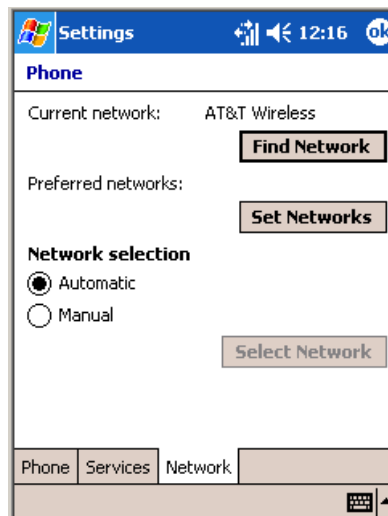 Settings 12:16 ok
Phone
Current network: AT&T Wireless
Find Network
Preferred networks:
Set Networks
Network selection
Automatic
Manual
Select Network
Phone Services Network